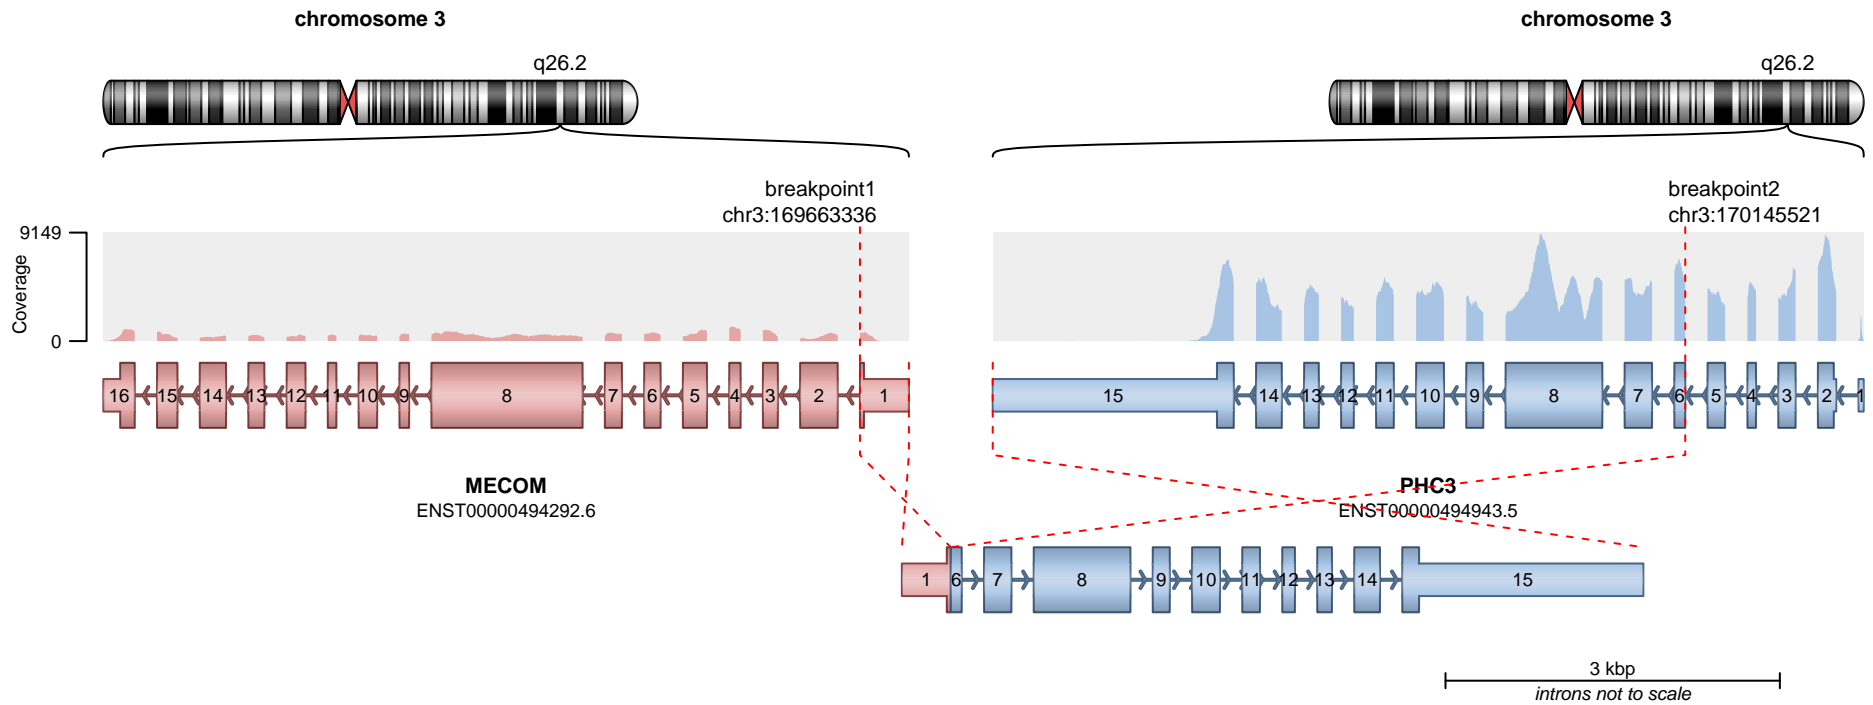 chromosome 3
chromosome 3
q26.2
q26.2
breakpoint1
chr3:169663336
breakpoint2
chr3:170145521
9149
Coverage
0
16 15 14 13 12 11 10 9 8 7 6 5 4 3 2 1
15 14 13 12 11 10 9 8 7 6 5 4 3 2 1
MECOM
ENST00000494292.6
PHC3
ENST00000494943.5
1 6 7 8 9 10 11 12 13 14 15
3 kbp
introns not to scale